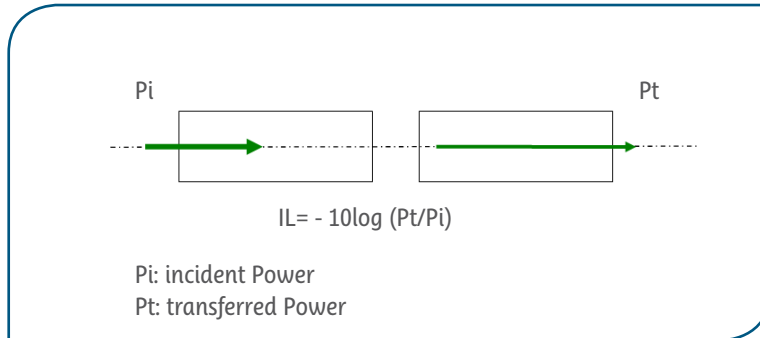 Pi Pt
IL= - 10log (Pt/Pi)
Pi: incident Power
Pt: transferred Power